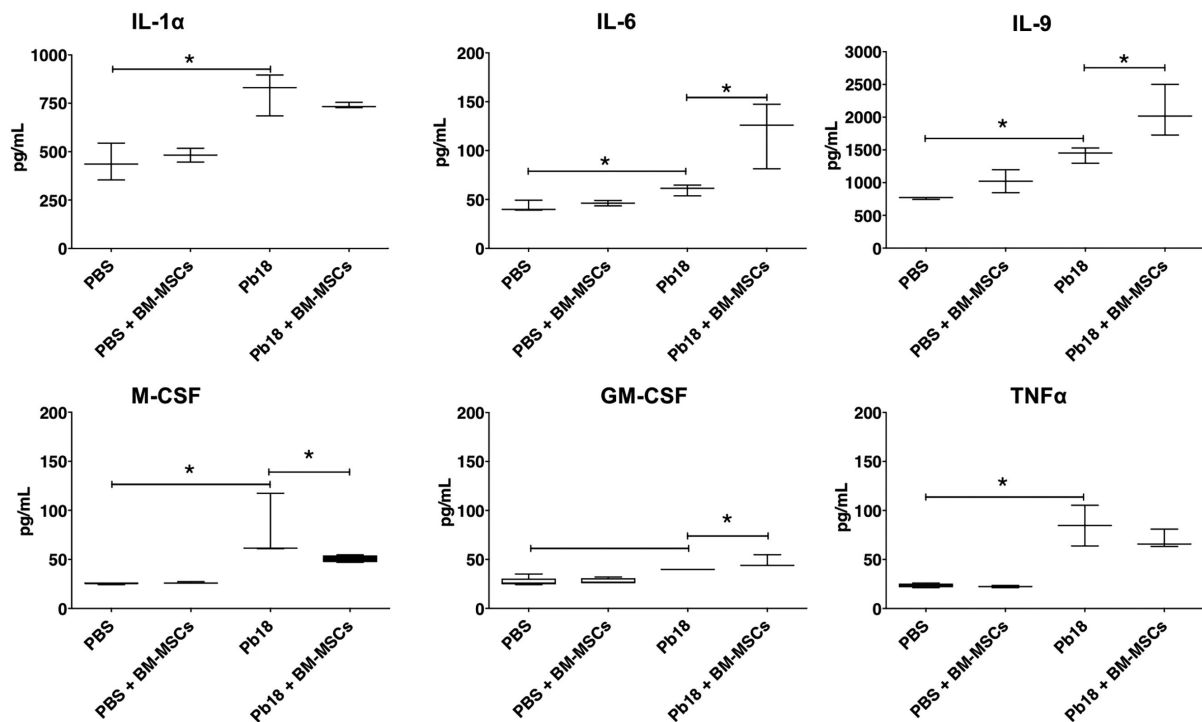 IL-1α
1000
750
500
250
0
pg/mL
*
PBS
PBS + BM-MSCs
Pb18
Pb18 + BM-MSCs
IL-6
200
150
100
50
0
pg/mL
*
*
PBS
PBS + BM-MSCs
Pb18
Pb18 + BM-MSCs
IL-9
3000
2500
2000
1500
1000
500
0
pg/mL
*
*
PBS
PBS + BM-MSCs
Pb18
Pb18 + BM-MSCs
M-CSF
200
150
100
50
0
pg/mL
*
*
PBS
PBS + BM-MSCs
Pb18
Pb18 + BM-MSCs
GM-CSF
200
150
100
50
0
pg/mL
*
PBS
PBS + BM-MSCs
Pb18
Pb18 + BM-MSCs
TNFα
200
150
100
50
0
pg/mL
*
PBS
PBS + BM-MSCs
Pb18
Pb18 + BM-MSCs